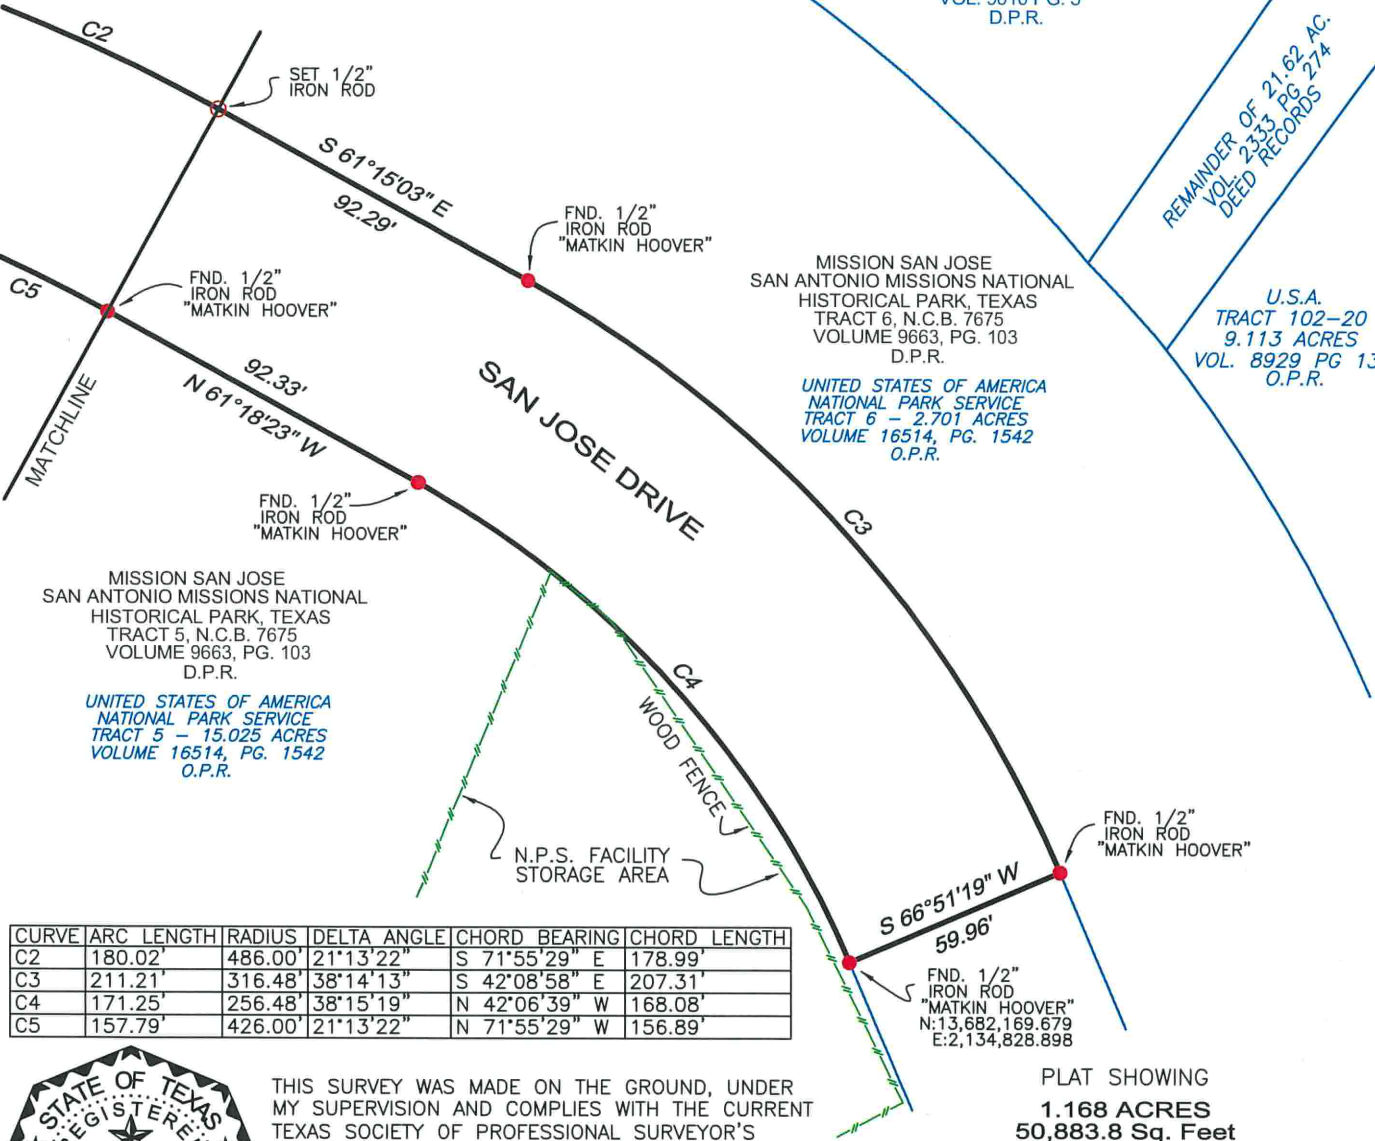 D.P.R.
C2
SET 1/2"
IRON ROD
S 61°15'03" E
92.29'
FND. 1/2"
IRON ROD
"MATKIN HOOVER"
REMAINDER OF 21.62 AC.
VOL. 2333 PG 274
DEED RECORDS
C5
FND. 1/2"
IRON ROD
"MATKIN HOOVER"
MISSION SAN JOSE
SAN ANTONIO MISSIONS NATIONAL
HISTORICAL PARK, TEXAS
TRACT 6, N.C.B. 7675
VOLUME 9663, PG. 103
D.P.R.
UNITED STATES OF AMERICA
NATIONAL PARK SERVICE
TRACT 6 - 2.701 ACRES
VOLUME 16514, PG. 1542
O.P.R.
U.S.A.
TRACT 102-20
9.113 ACRES
VOL. 8929 PG 13
O.P.R.
92.33'
N 61°18'23" W
MATCHLINE
SAN JOSE DRIVE
FND. 1/2"
IRON ROD
"MATKIN HOOVER"
C3
MISSION SAN JOSE
SAN ANTONIO MISSIONS NATIONAL
HISTORICAL PARK, TEXAS
TRACT 5, N.C.B. 7675
VOLUME 9663, PG. 103
D.P.R.
UNITED STATES OF AMERICA
NATIONAL PARK SERVICE
TRACT 5 - 15.025 ACRES
VOLUME 16514, PG. 1542
O.P.R.
C4
WOOD FENCE
N.P.S. FACILITY
STORAGE AREA
FND. 1/2"
IRON ROD
"MATKIN HOOVER"
S 66°51'19" W
59.96'
FND. 1/2"
IRON ROD
"MATKIN HOOVER"
N:13,682,169.679
E:2,134,828.898
CURVE ARC LENGTH RADIUS DELTA ANGLE CHORD BEARING CHORD LENGTH
C2 180.02' 486.00' 21°13'22" S 71°55'29" E 178.99'
C3 211.21' 316.48' 38°14'13" S 42°08'58" E 207.31'
C4 171.25' 256.48' 38°15'19" N 42°06'39" W 168.08'
C5 157.79' 426.00' 21°13'22" N 71°55'29" W 156.89'
STATE OF TEXAS
THIS SURVEY WAS MADE ON THE GROUND, UNDER
MY SUPERVISION AND COMPLIES WITH THE CURRENT
TEXAS SOCIETY OF PROFESSIONAL SURVEYOR'S
PLAT SHOWING
1.168 ACRES
50,883.8 Sq. Feet